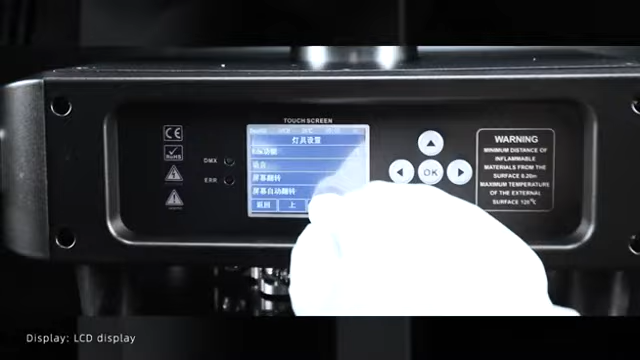 TOUCH SCREEN
灯具设置
语言
屏幕翻转
屏幕自动翻转
返回
上
CE
RoHS
DMX
ERR
OK
WARNING
MINIMUM DISTANCE OF
INFLAMMABLE
MATERIALS FROM THE
SURFACE 0.20m
MAXIMUM TEMPERATURE
OF THE EXTERNAL
SURFACE 120℃
Display: LCD display